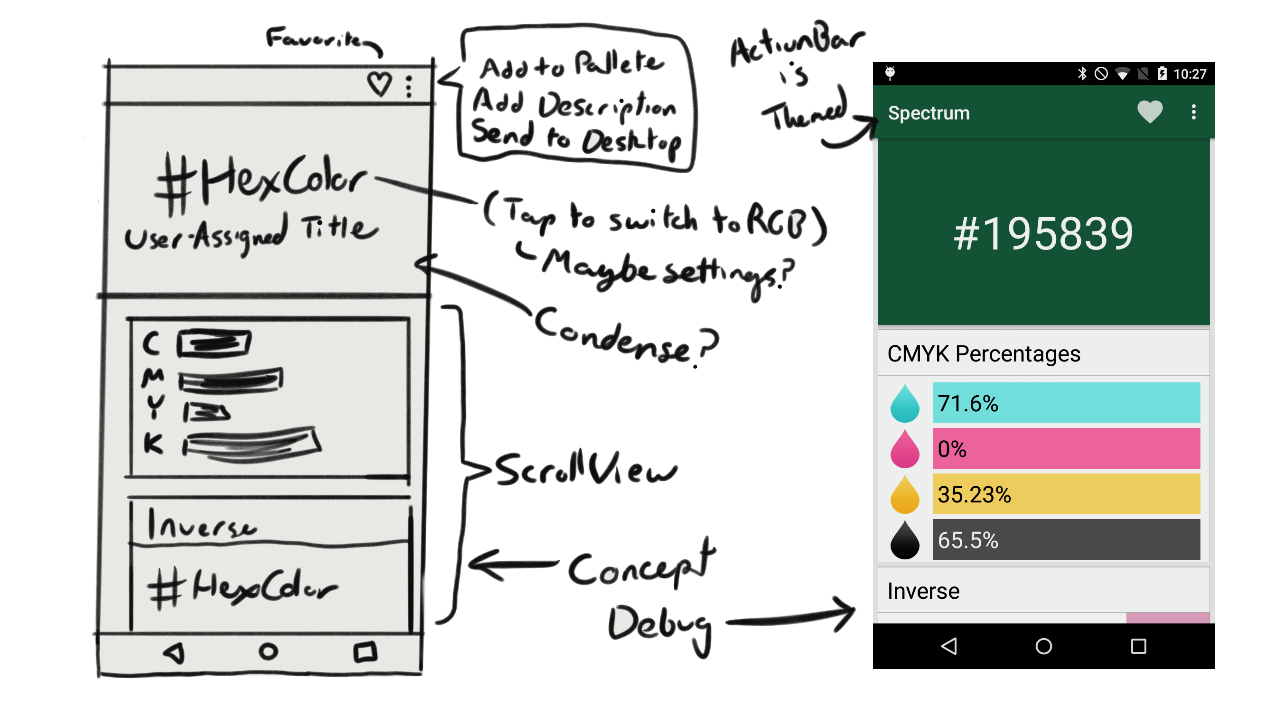 Favorite
Add to Pallete
Add Description
Send to Desktop
#HexColor
User-Assigned Title
(Tap to switch to RGB)
Maybe settings?
Condense?
C
M
Y
K
ScrollView
Inverse
#HexColor
Concept
Debug
ActionBar
is
Themed
10:27
Spectrum
#195839
CMYK Percentages
71.6%
0%
35.23%
65.5%
Inverse